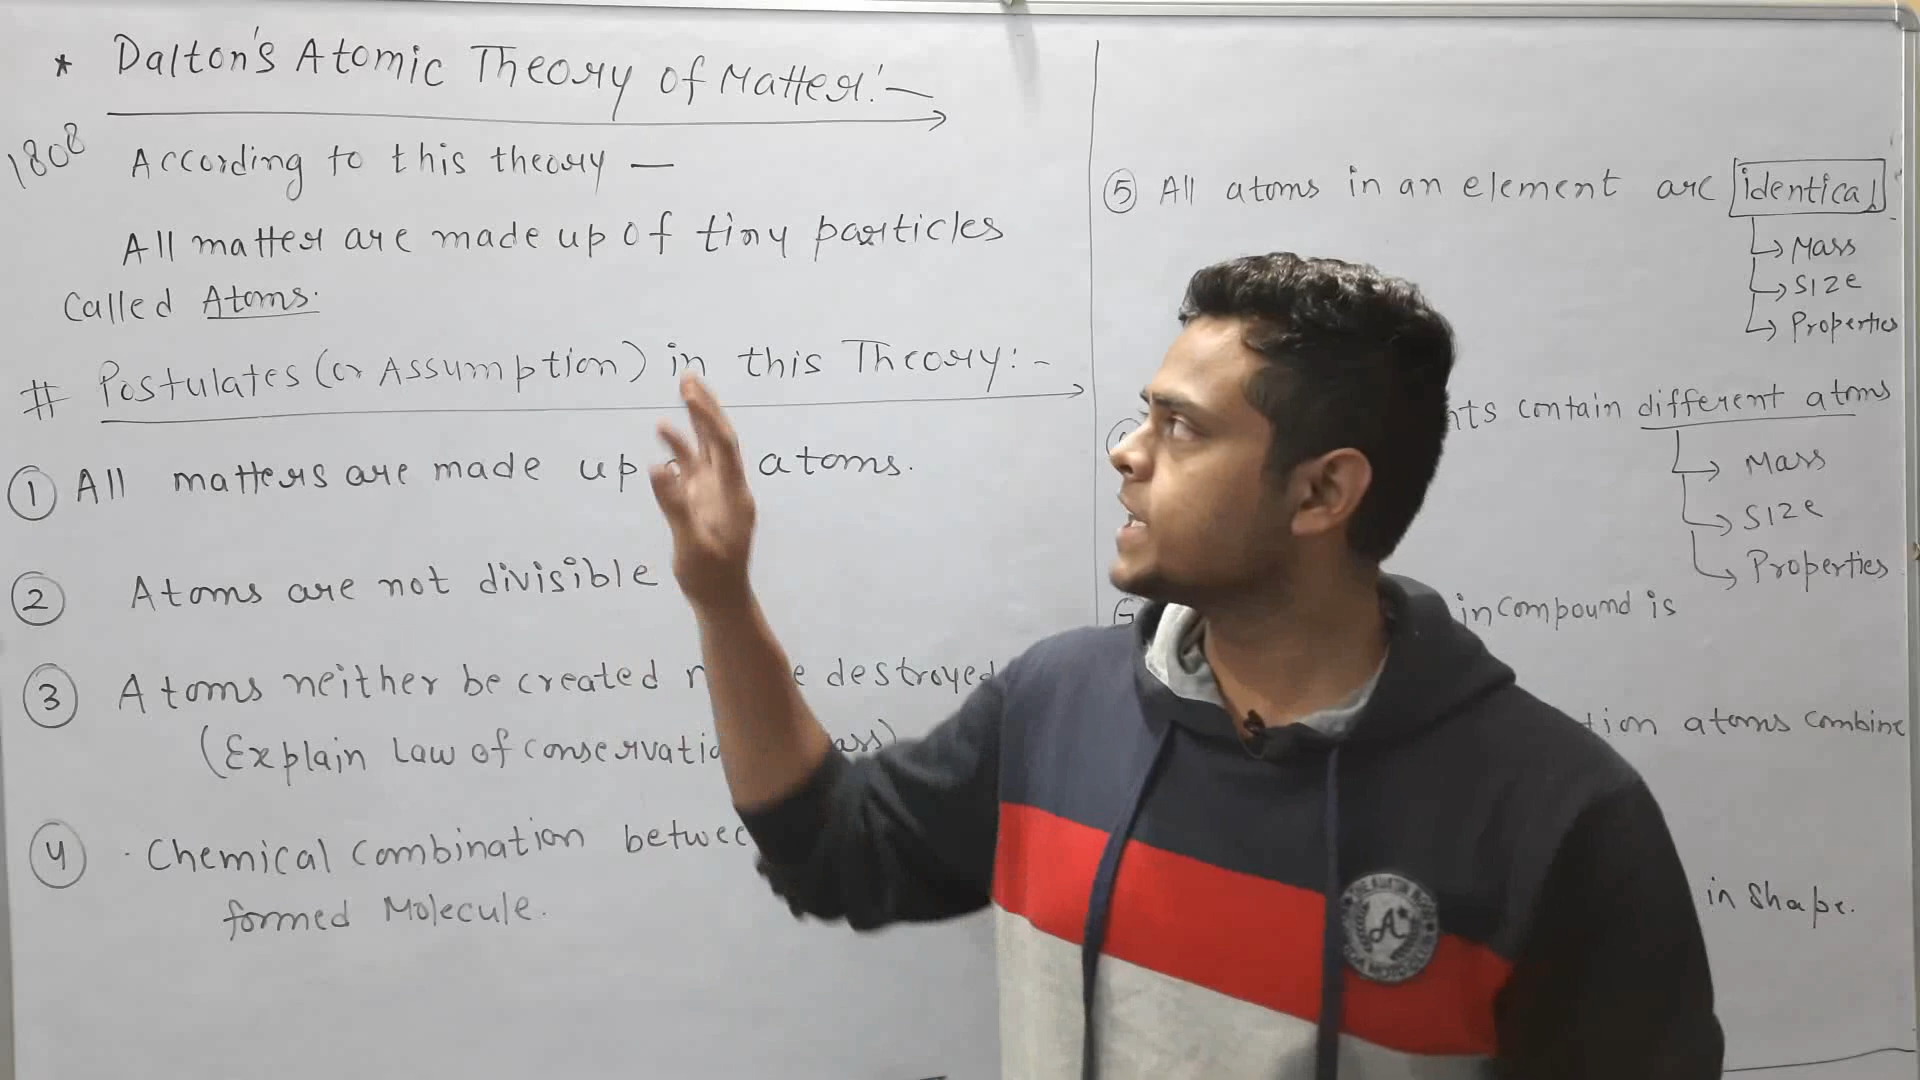 * Dalton's Atomic Theory of Matter:-
1808
According to this theory —
All matter are made up of tiny particles
Called Atoms.
# Postulates (or Assumption) in this Theory:-
① All matters are made up atoms.
② Atoms are not divisible
③ Atoms neither be created destroyed
(Explain Law of conservatio
④ Chemical Combination betwee
formed Molecule.
⑤ All atoms in an element are identical
→ Mass
→ Size
→ Properties
nts contain different atoms
→ Mass
→ Size
→ Properties
in compound is
tion atoms combine
in shape.
A